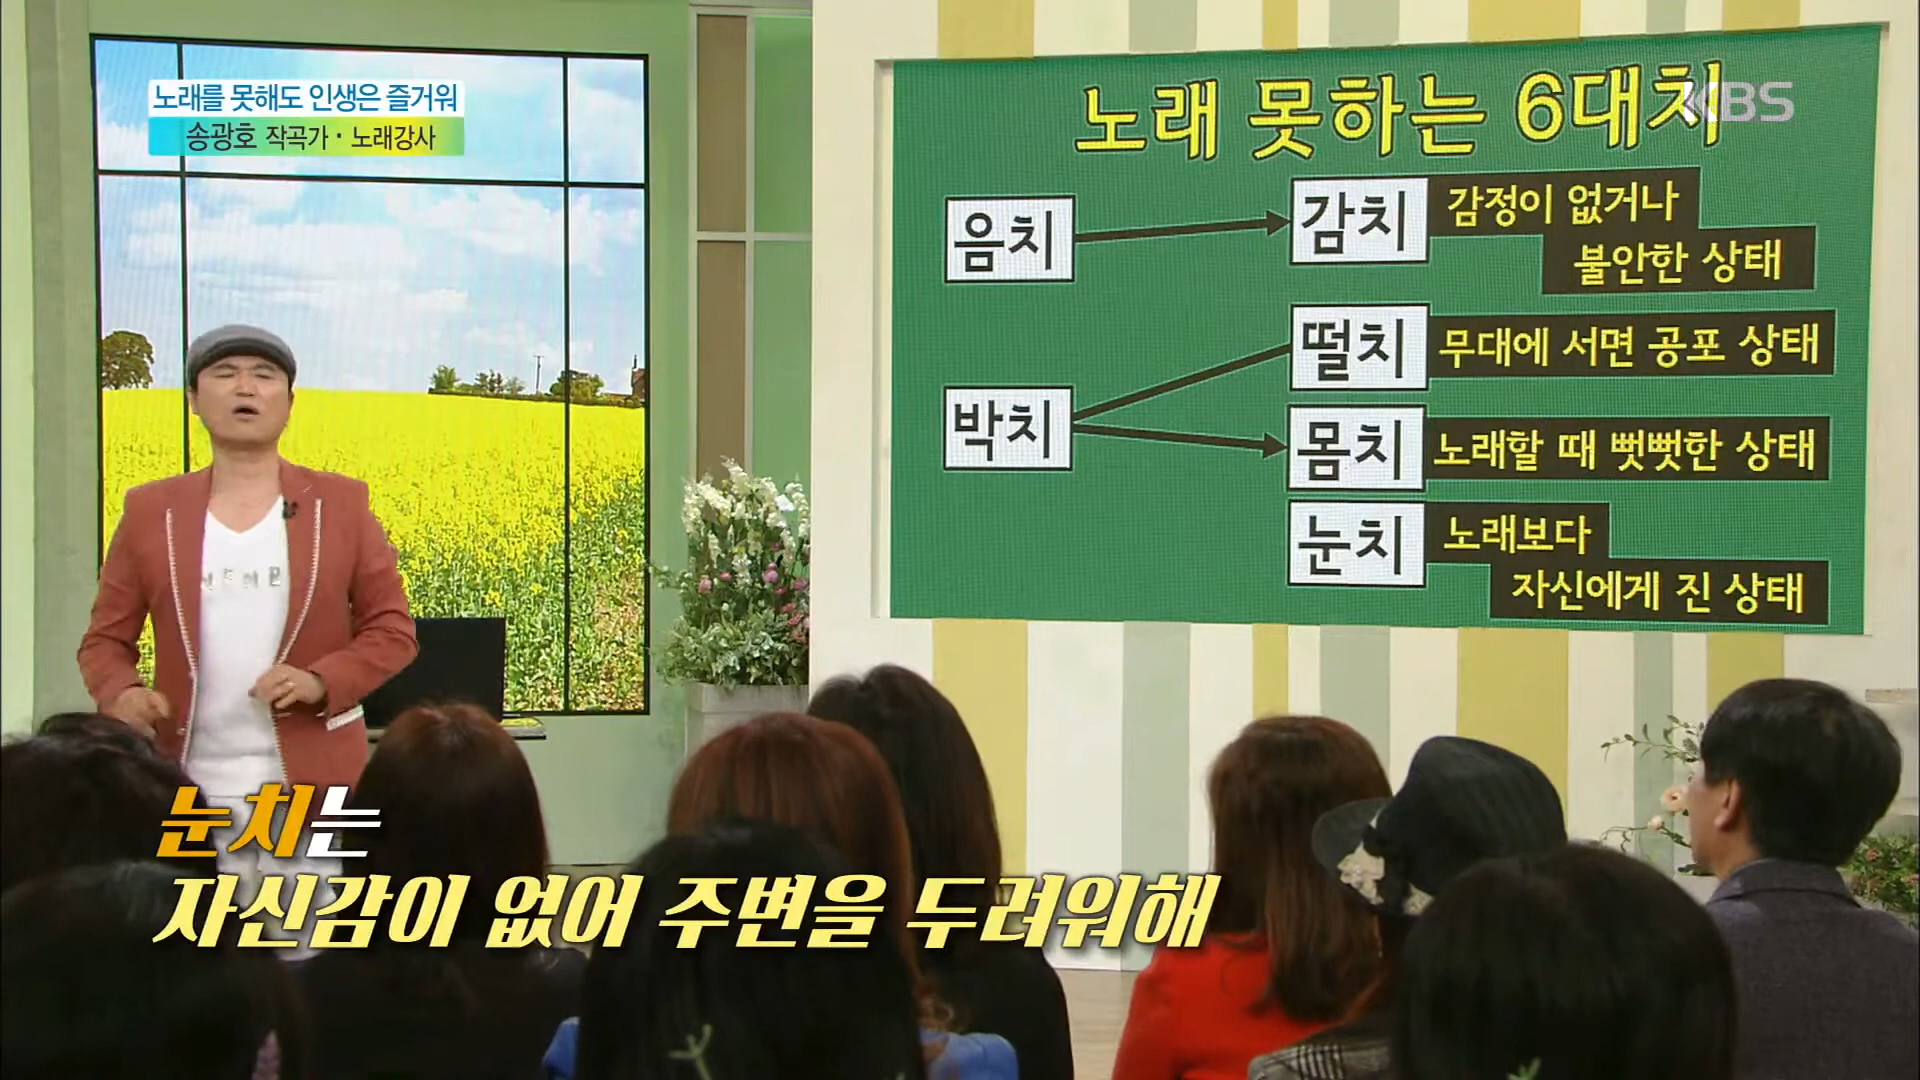 노래를 못해도 인생은 즐거워
송광호 작곡가 · 노래강사
KBS
노래 못하는 6대치
음치
감치
감정이 없거나
불안한 상태
떨치
무대에 서면 공포 상태
박치
몸치
노래할 때 뻣뻣한 상태
눈치
노래보다
자신에게 진 상태
눈치는
자신감이 없어 주변을 두려워해